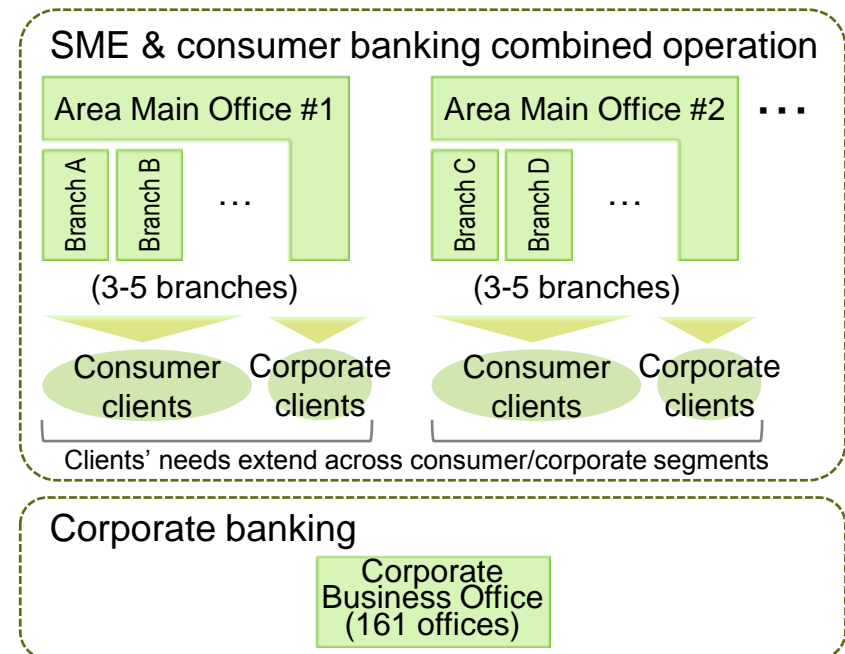 SME & consumer banking combined operation
Area Main Office #1
Area Main Office #2
...
Branch A
Branch B
...
Branch C
Branch D
...
(3-5 branches)
(3-5 branches)
Consumer
clients
Corporate
clients
Consumer
clients
Corporate
clients
Clients' needs extend across consumer/corporate segments
Corporate banking
Corporate
Business Office
(161 offices)